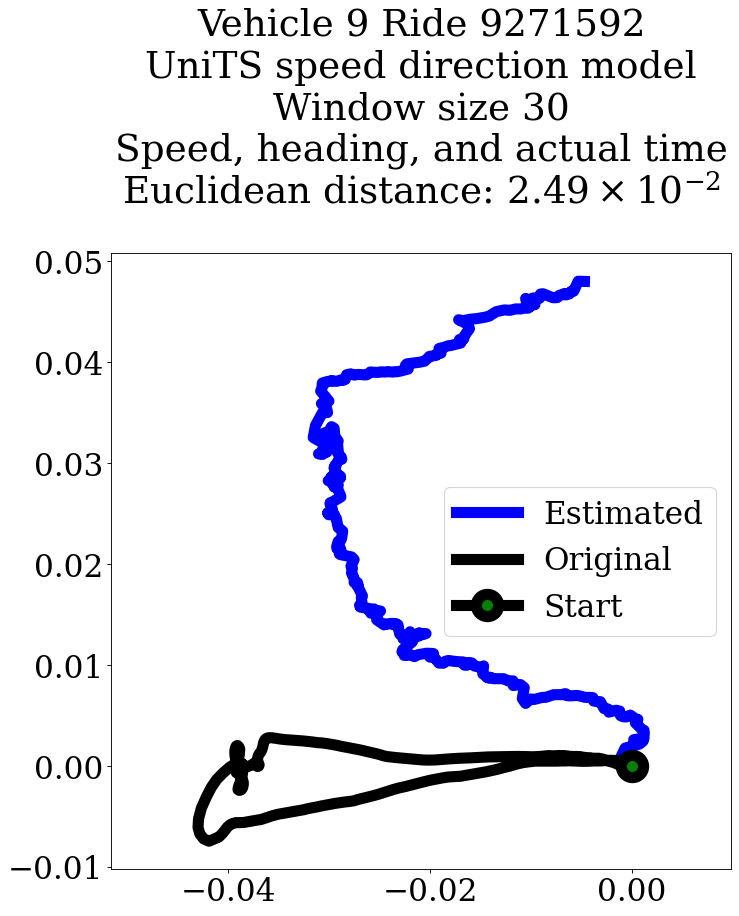 Vehicle 9 Ride 9271592
UniTS speed direction model
Window size 30
Speed, heading, and actual time
Euclidean distance: 2.49 × 10⁻²
0.05
0.04
0.03
0.02
0.01
0.00
−0.01
Estimated
Original
Start
−0.04
−0.02
0.00